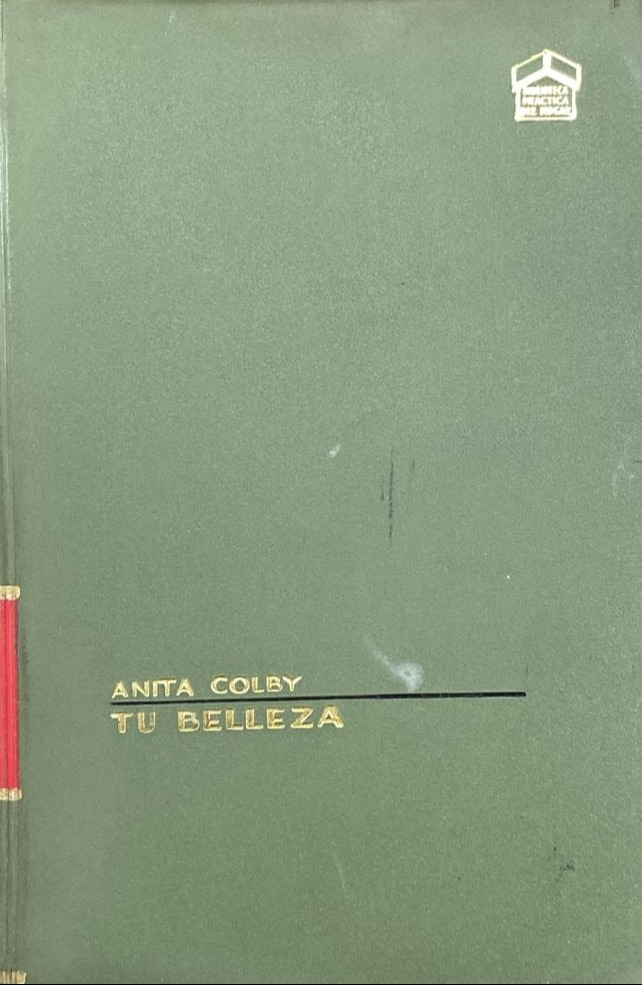 BIBLIOTECA
PRACTICA
DEL HOGAR
ANITA COLBY
TU BELLEZA